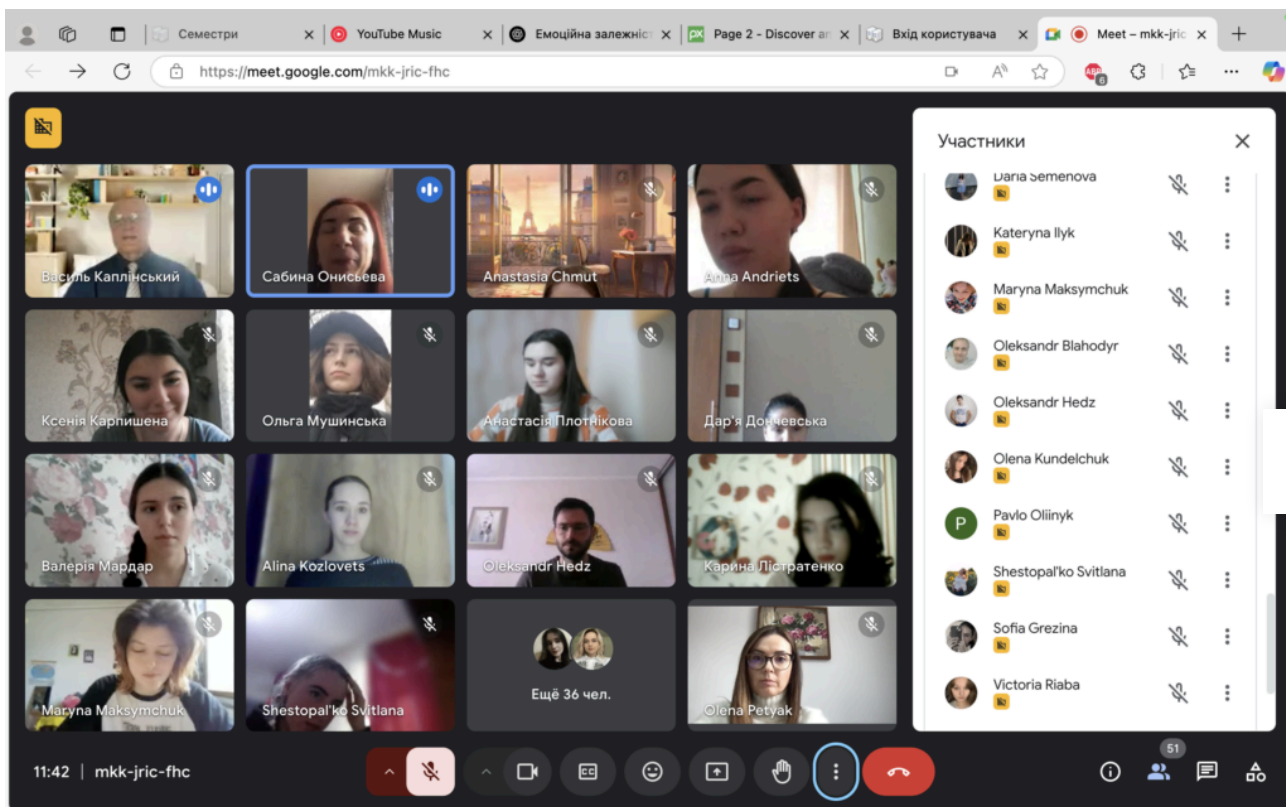 Семестри
YouTube Music
Емоційна залежніс
Page 2 - Discover an
Вхід користувача
Meet – mkk-jric
https://meet.google.com/mkk-jric-fhc
6
Василь Каплінський
Сабина Онисьева
Anastasia Chmut
Anna Andriets
Ксенія Карпишена
Ольга Мушинська
Анастасія Плотнікова
Дар'я Дончевська
Валерія Мардар
Alina Kozlovets
Oleksandr Hedz
Карина Лістратенко
Maryna Maksymchuk
Shestopal'ko Svitlana
Ещё 36 чел.
Olena Petyak
Участники
Daria Semenova
Kateryna Ilyk
Maryna Maksymchuk
Oleksandr Blahodyr
Oleksandr Hedz
Olena Kundelchuk
P
Pavlo Oliinyk
Shestopal'ko Svitlana
Sofia Grezina
Victoria Riaba
11:42 | mkk-jric-fhc
CC
51